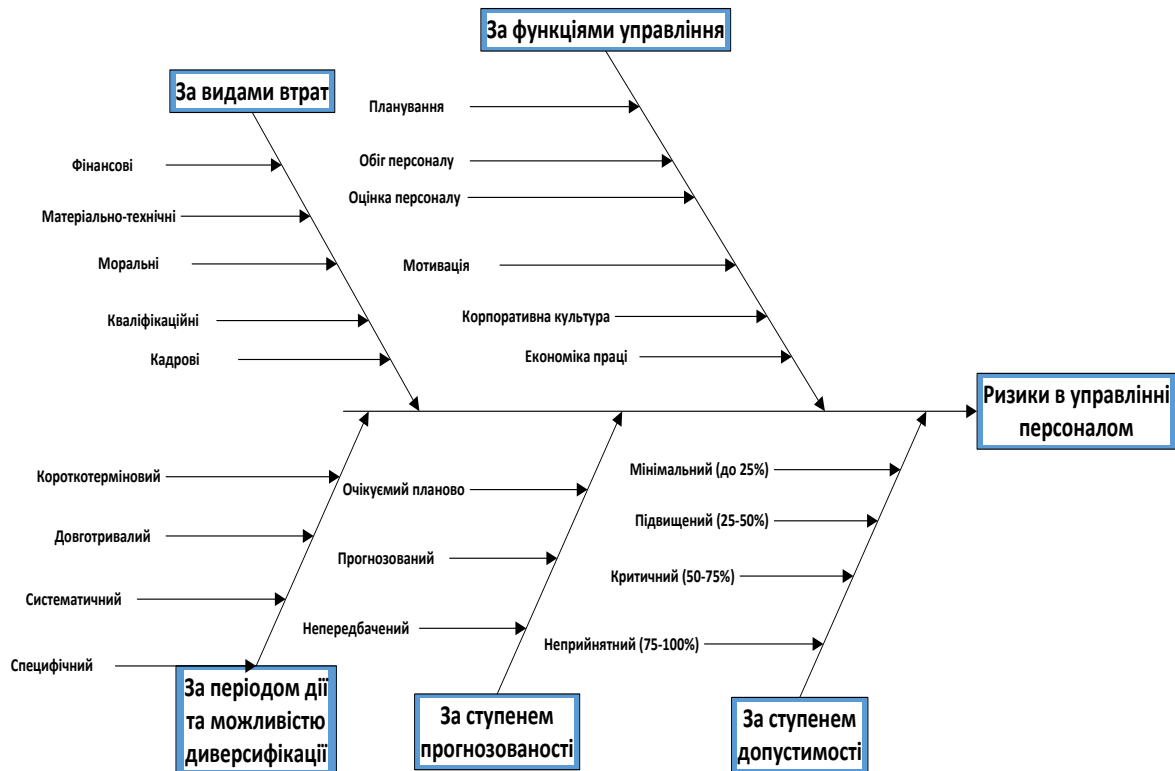 За функціями управління
За видами втрат
Планування
Обіг персоналу
Оцінка персоналу
Мотивація
Корпоративна культура
Економіка праці
Фінансові
Матеріально-технічні
Моральні
Кваліфікаційні
Кадрові
Ризики в управлінні
персоналом
Короткотерміновий
Довготривалий
Систематичний
Специфічний
За періодом дії
та можливістю
диверсифікації
Очікуємий планово
Прогнозований
Непередбачений
За ступенем
прогнозованості
Мінімальний (до 25%)
Підвищений (25-50%)
Критичний (50-75%)
Неприйнятний (75-100%)
За ступенем
допустимості